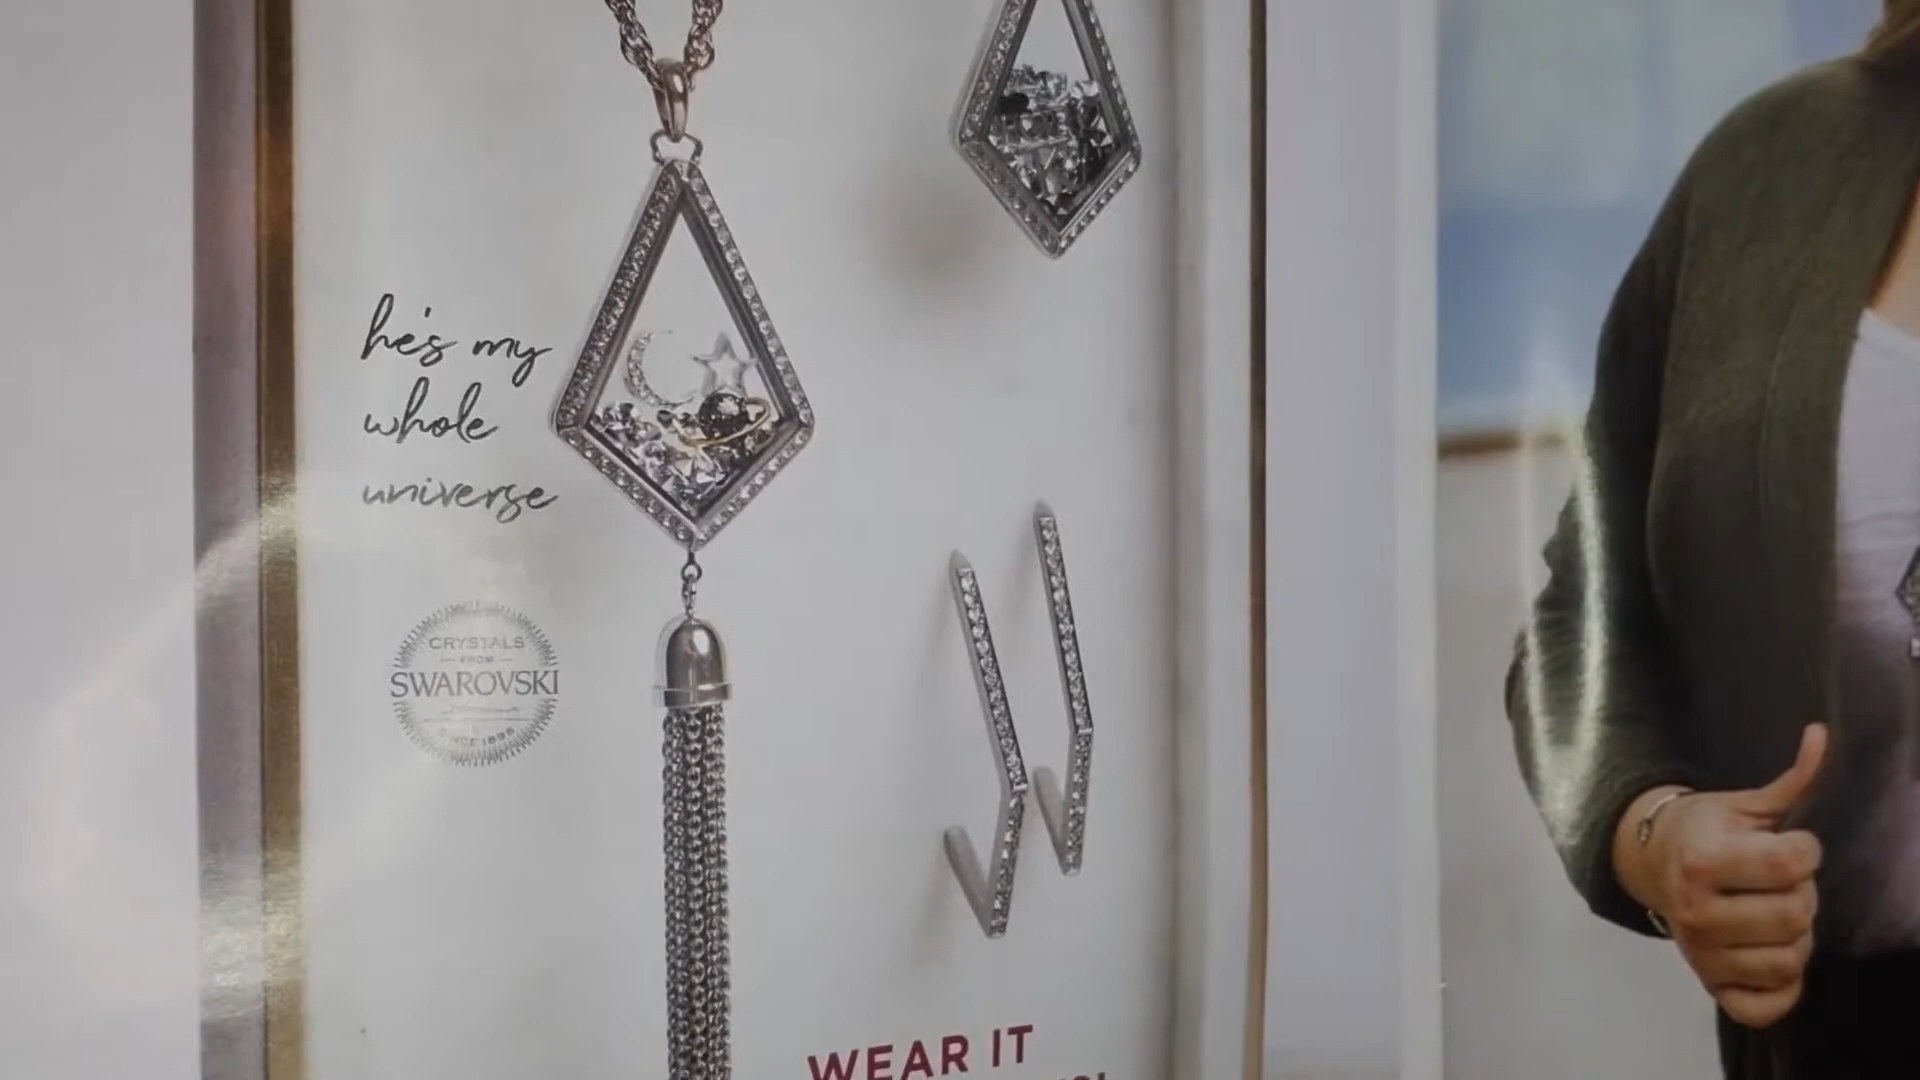 he's my
whole
universe
CRYSTALS
FROM
SWAROVSKI
SINCE 1895
WEAR IT